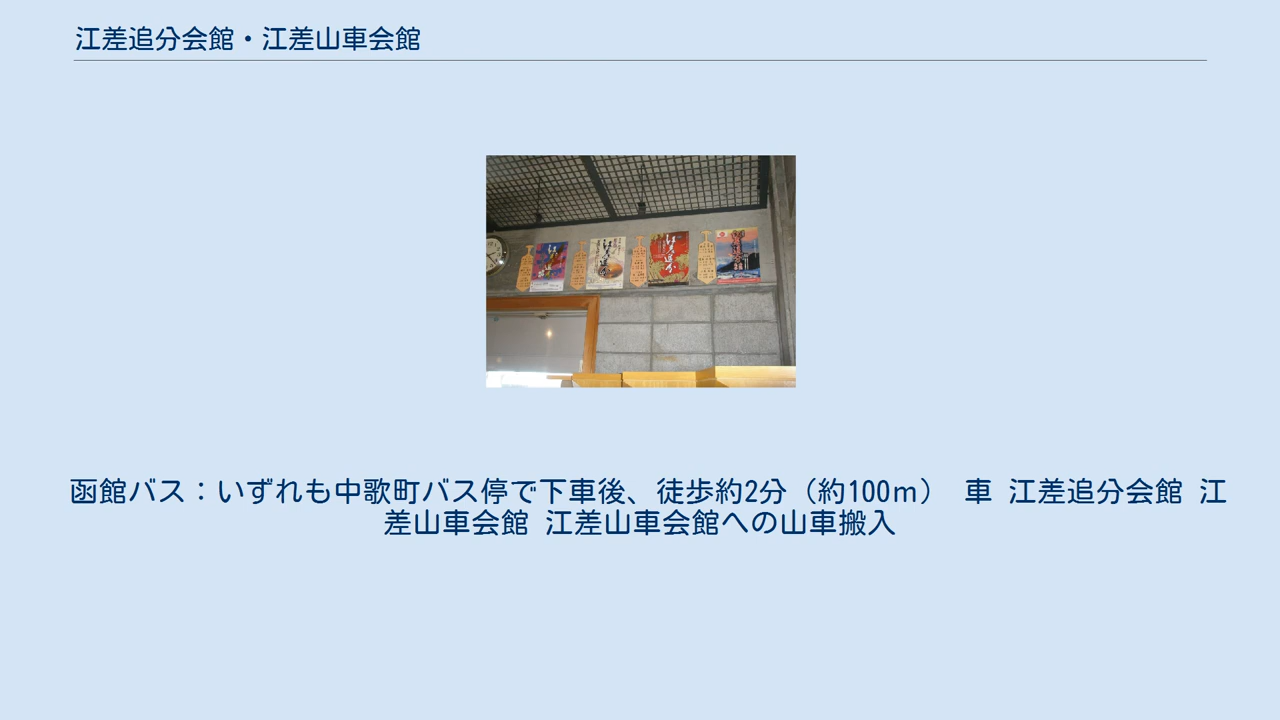 江差追分会館・江差山車会館
函館バス：いずれも中歌町バス停で下車後、徒歩約2分（約100m） 車 江差追分会館 江
差山車会館 江差山車会館への山車搬入